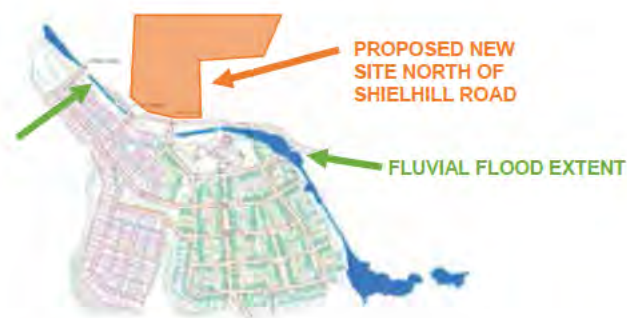 PROPOSED NEW
SITE NORTH OF
SHIELHILL ROAD
FLUVIAL FLOOD EXTENT